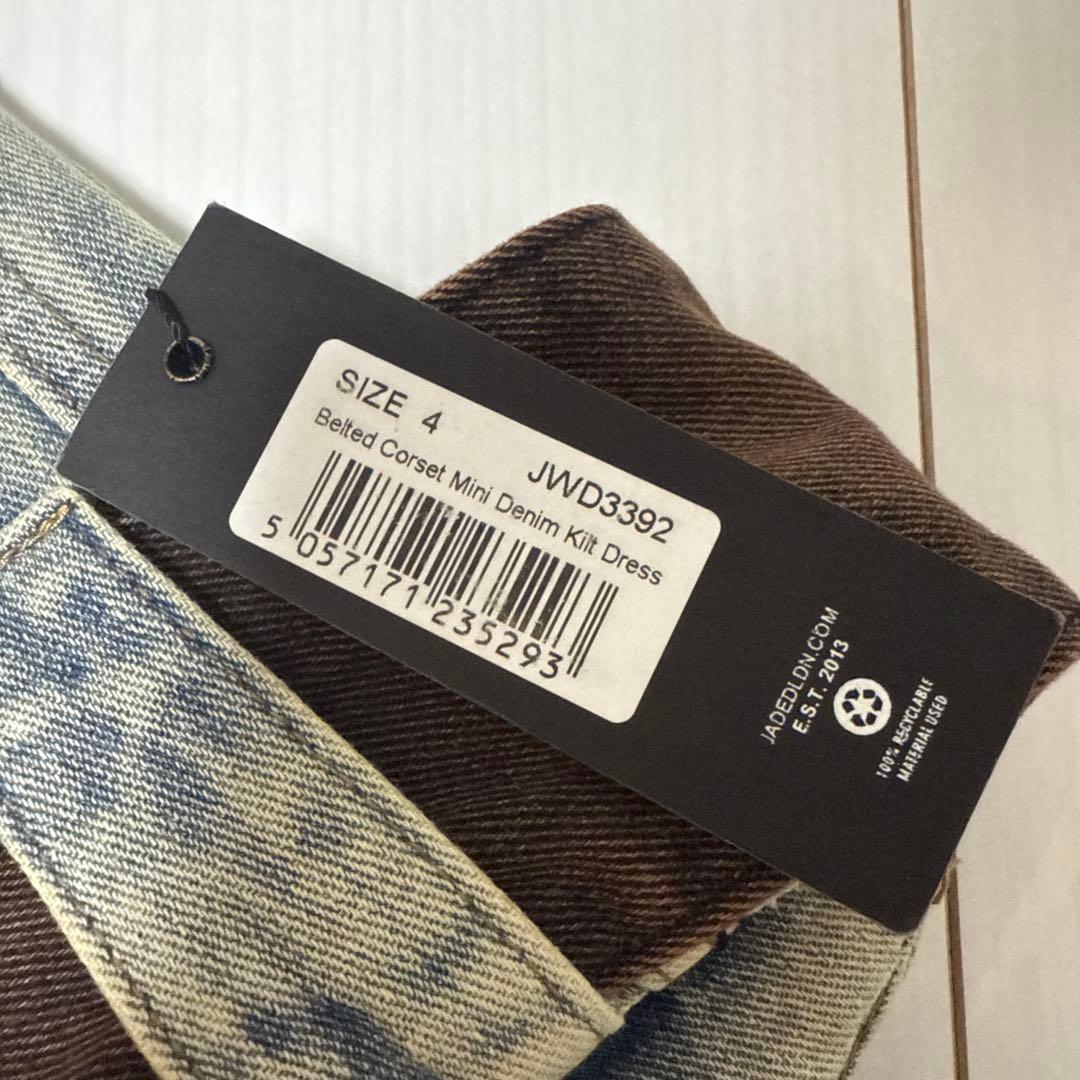 SIZE 4
JWD3392
Belted Corset Mini Denim Kilt Dress
5 057171 235293
JADEDLDN.COM
E.S.T. 2013
100% RECYCLABLE
MATERIAL USED